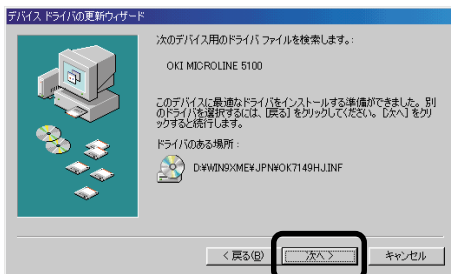 デバイス ドライバの更新ウィザード
次のデバイス用のドライバ ファイルを検索します。:
OKI MICROLINE 5100
このデバイスに最適なドライバをインストールする準備ができました。別
のドライバを選択するには、[戻る] をクリックしてください。[次へ] をクリ
ックすると続行します。
ドライバのある場所:
D:¥WIN9XME¥JPN¥OK7149HJ.INF
< 戻る(B)
次へ >
キャンセル